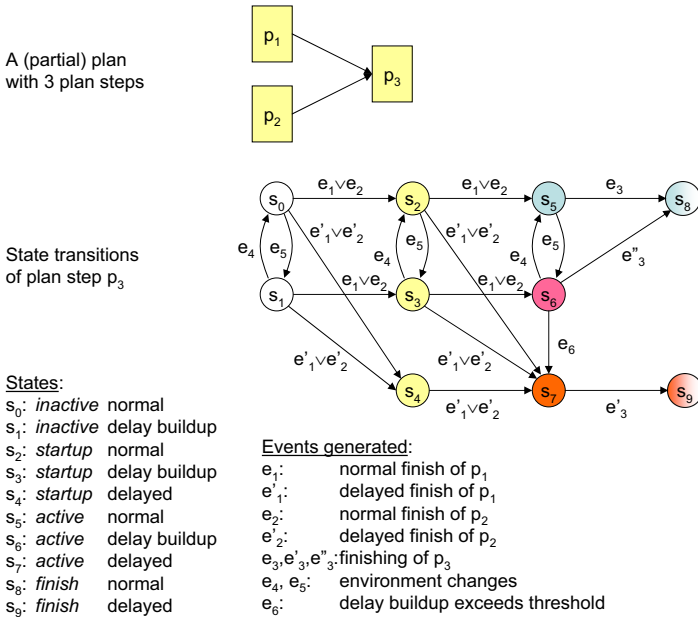 A (partial) plan
with 3 plan steps
p₁
p₂
p₃
State transitions
of plan step p₃
s₀
e₁∨e₂
s₂
e₁∨e₂
s₅
e₃
s₈
e₄
e₅
e'₁∨e'₂
e₄
e₅
e'₁∨e'₂
e₄
e₅
e"₃
s₁
e₁∨e₂
s₃
e₁∨e₂
s₆
e'₁∨e'₂
e'₁∨e'₂
e₆
s₄
e'₁∨e'₂
s₇
e'₃
s₉
States:
s₀: inactive normal
s₁: inactive delay buildup
s₂: startup normal
s₃: startup delay buildup
s₄: startup delayed
s₅: active normal
s₆: active delay buildup
s₇: active delayed
s₈: finish normal
s₉: finish delayed
Events generated:
e₁: normal finish of p₁
e'₁: delayed finish of p₁
e₂: normal finish of p₂
e'₂: delayed finish of p₂
e₃,e'₃,e"₃:finishing of p₃
e₄, e₅: environment changes
e₆: delay buildup exceeds threshold